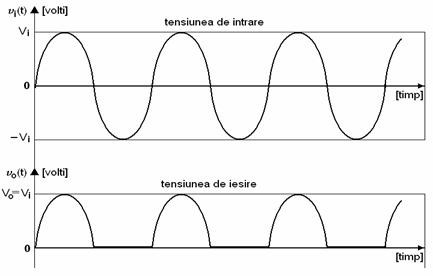 vi(t) [volti]
Vi
tensiunea de intrare
0
[timp]
−Vi
vo(t) [volti]
tensiunea de iesire
Vo=Vi
0
[timp]